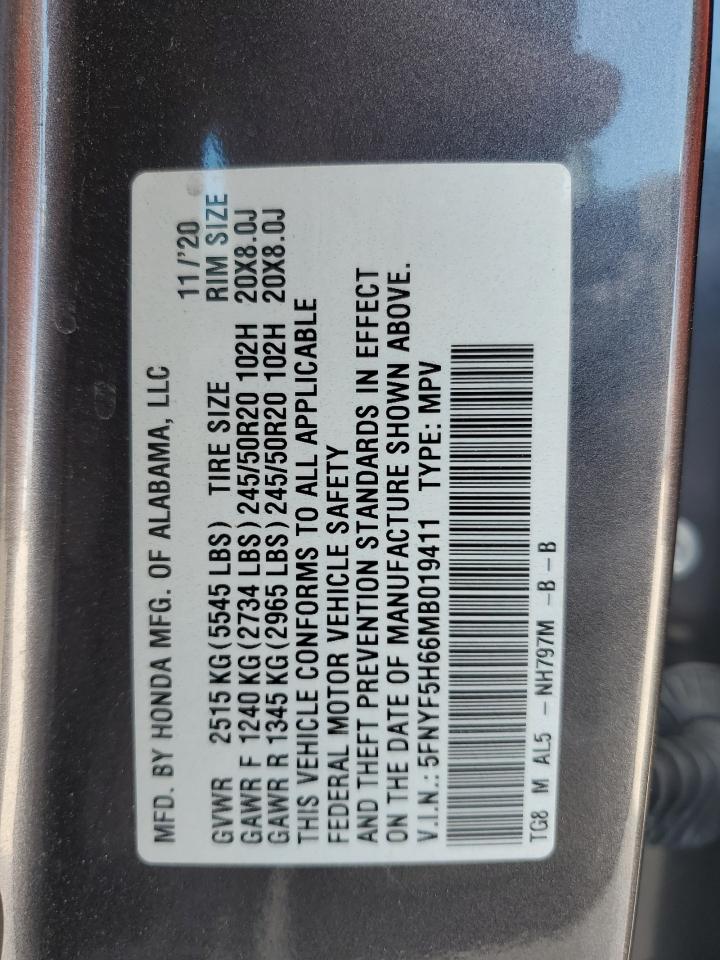 MFD. BY HONDA MFG. OF ALABAMA, LLC 11/'20
GVWR 2515 KG(5545 LBS) TIRE SIZE RIM SIZE
GAWR F 1240 KG(2734 LBS)245/50R20 102H 20X8.0J
GAWR R 1345 KG(2965 LBS)245/50R20 102H 20X8.0J
THIS VEHICLE CONFORMS TO ALL APPLICABLE
FEDERAL MOTOR VEHICLE SAFETY
AND THEFT PREVENTION STANDARDS IN EFFECT
ON THE DATE OF MANUFACTURE SHOWN ABOVE.
V.I.N.: 5FNYF5H66MB019411 TYPE: MPV
TG8 M AL5 -NH797M -B-B